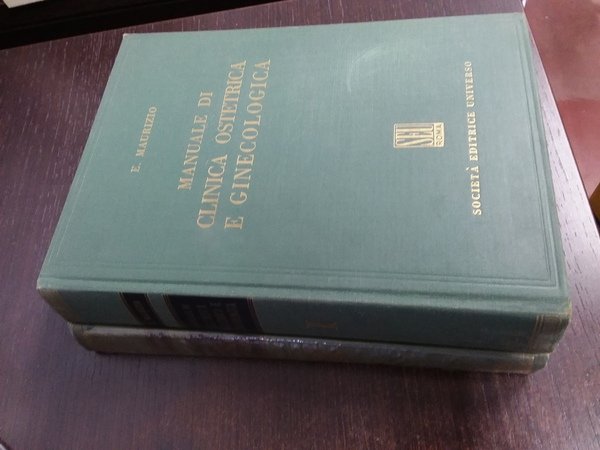 E. MAURIZIO
MANUALE DI
CLINICA OSTETRICA
E GINECOLOGICA
SEU
ROMA
SOCIETÀ EDITRICE UNIVERSO